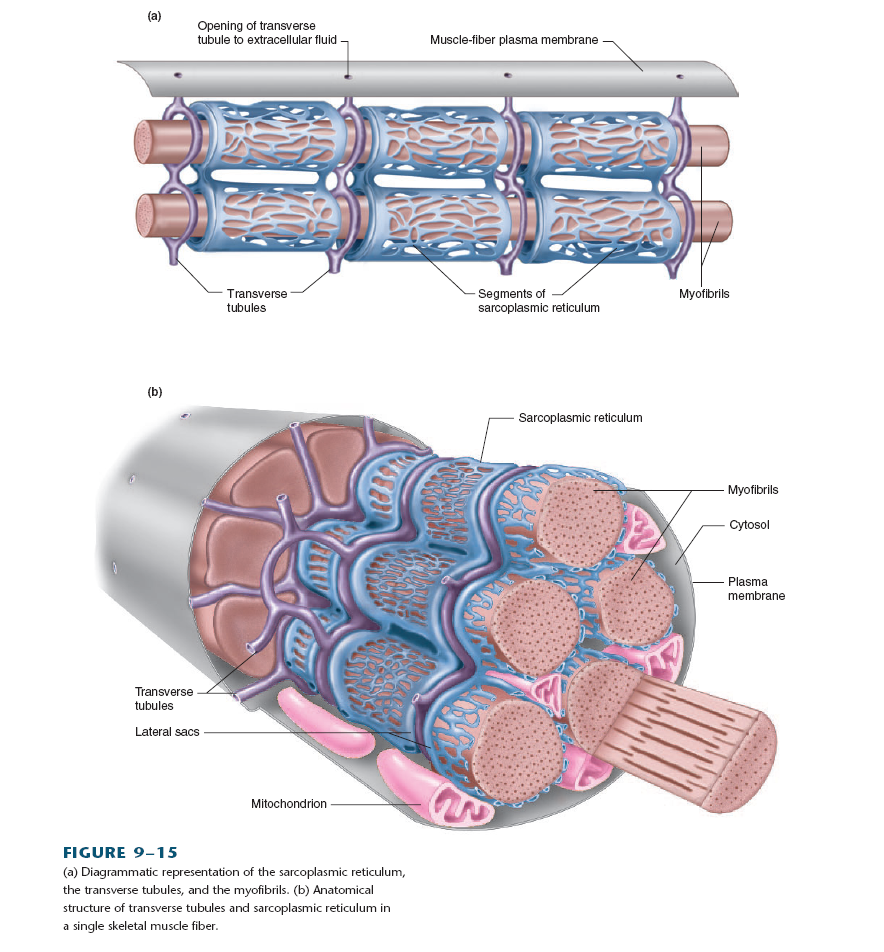 (a)
Opening of transverse
tubule to extracellular fluid
Muscle-fiber plasma membrane
Transverse
tubules
Segments of
sarcoplasmic reticulum
Myofibrils
(b)
Sarcoplasmic reticulum
Myofibrils
Cytosol
Plasma
membrane
Transverse
tubules
Lateral sacs
Mitochondrion
FIGURE 9–15
(a) Diagrammatic representation of the sarcoplasmic reticulum,
the transverse tubules, and the myofibrils. (b) Anatomical
structure of transverse tubules and sarcoplasmic reticulum in
a single skeletal muscle fiber.